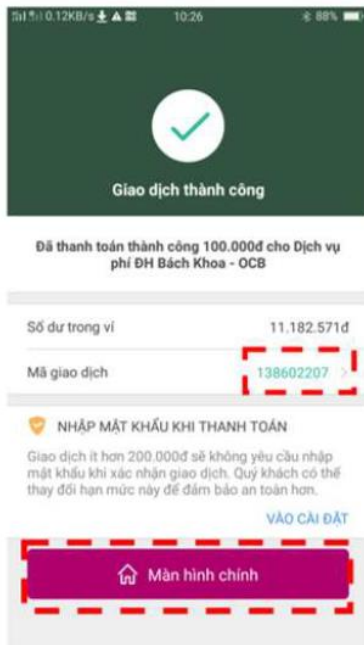 0.12KB/s 10:26 88%
Giao dịch thành công
Đã thanh toán thành công 100.000đ cho Dịch vụ
phí ĐH Bách Khoa - OCB
Số dư trong ví 11.182.571đ
Mã giao dịch 138602207 >
NHẬP MẬT KHẨU KHI THANH TOÁN
Giao dịch ít hơn 200.000đ sẽ không yêu cầu nhập
mật khẩu khi xác nhận giao dịch. Quý khách có thể
thay đổi hạn mức này để đảm bảo an toàn hơn.
VÀO CÀI ĐẶT
Màn hình chính